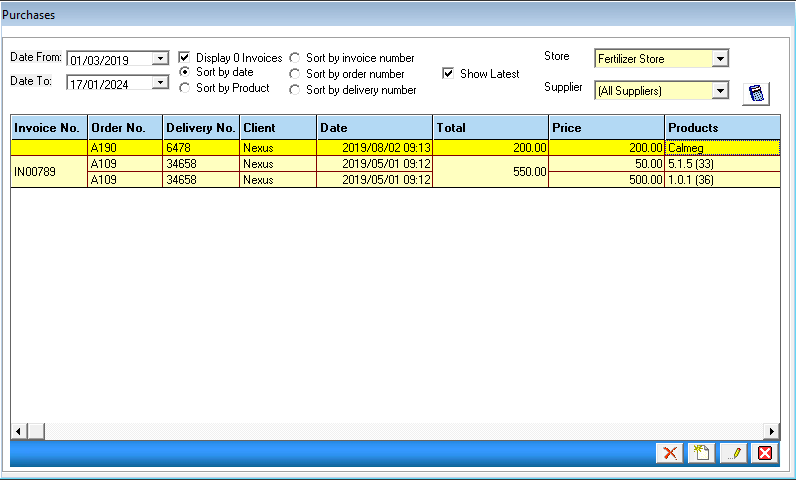 Purchases
Date From: 01/03/2019
Display 0 Invoices
Sort by invoice number
Store Fertilizer Store
Sort by date
Sort by order number
Show Latest
Date To: 17/01/2024
Sort by Product
Sort by delivery number
Supplier (All Suppliers)
Invoice No. Order No. Delivery No. Client Date Total Price Products
A190 6478 Nexus 2019/08/02 09:13 200.00 200.00 Calmeg
IN00789 A109 34658 Nexus 2019/05/01 09:12 550.00 50.00 5.1.5 (33)
A109 34658 Nexus 2019/05/01 09:12 500.00 1.0.1 (36)